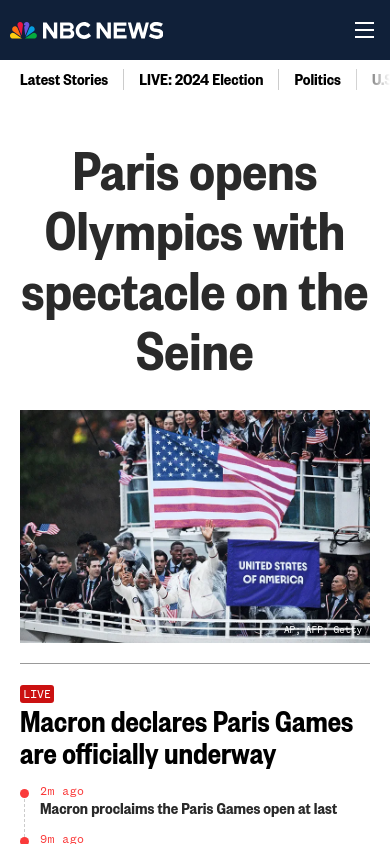 NBC NEWS
Latest Stories
LIVE: 2024 Election
Politics
Paris opens
Olympics with
spectacle on the
Seine
UNITED STATES
OF AMERICA
AP, AFP, Getty
LIVE
Macron declares Paris Games
are officially underway
2m ago
Macron proclaims the Paris Games open at last
9m ago